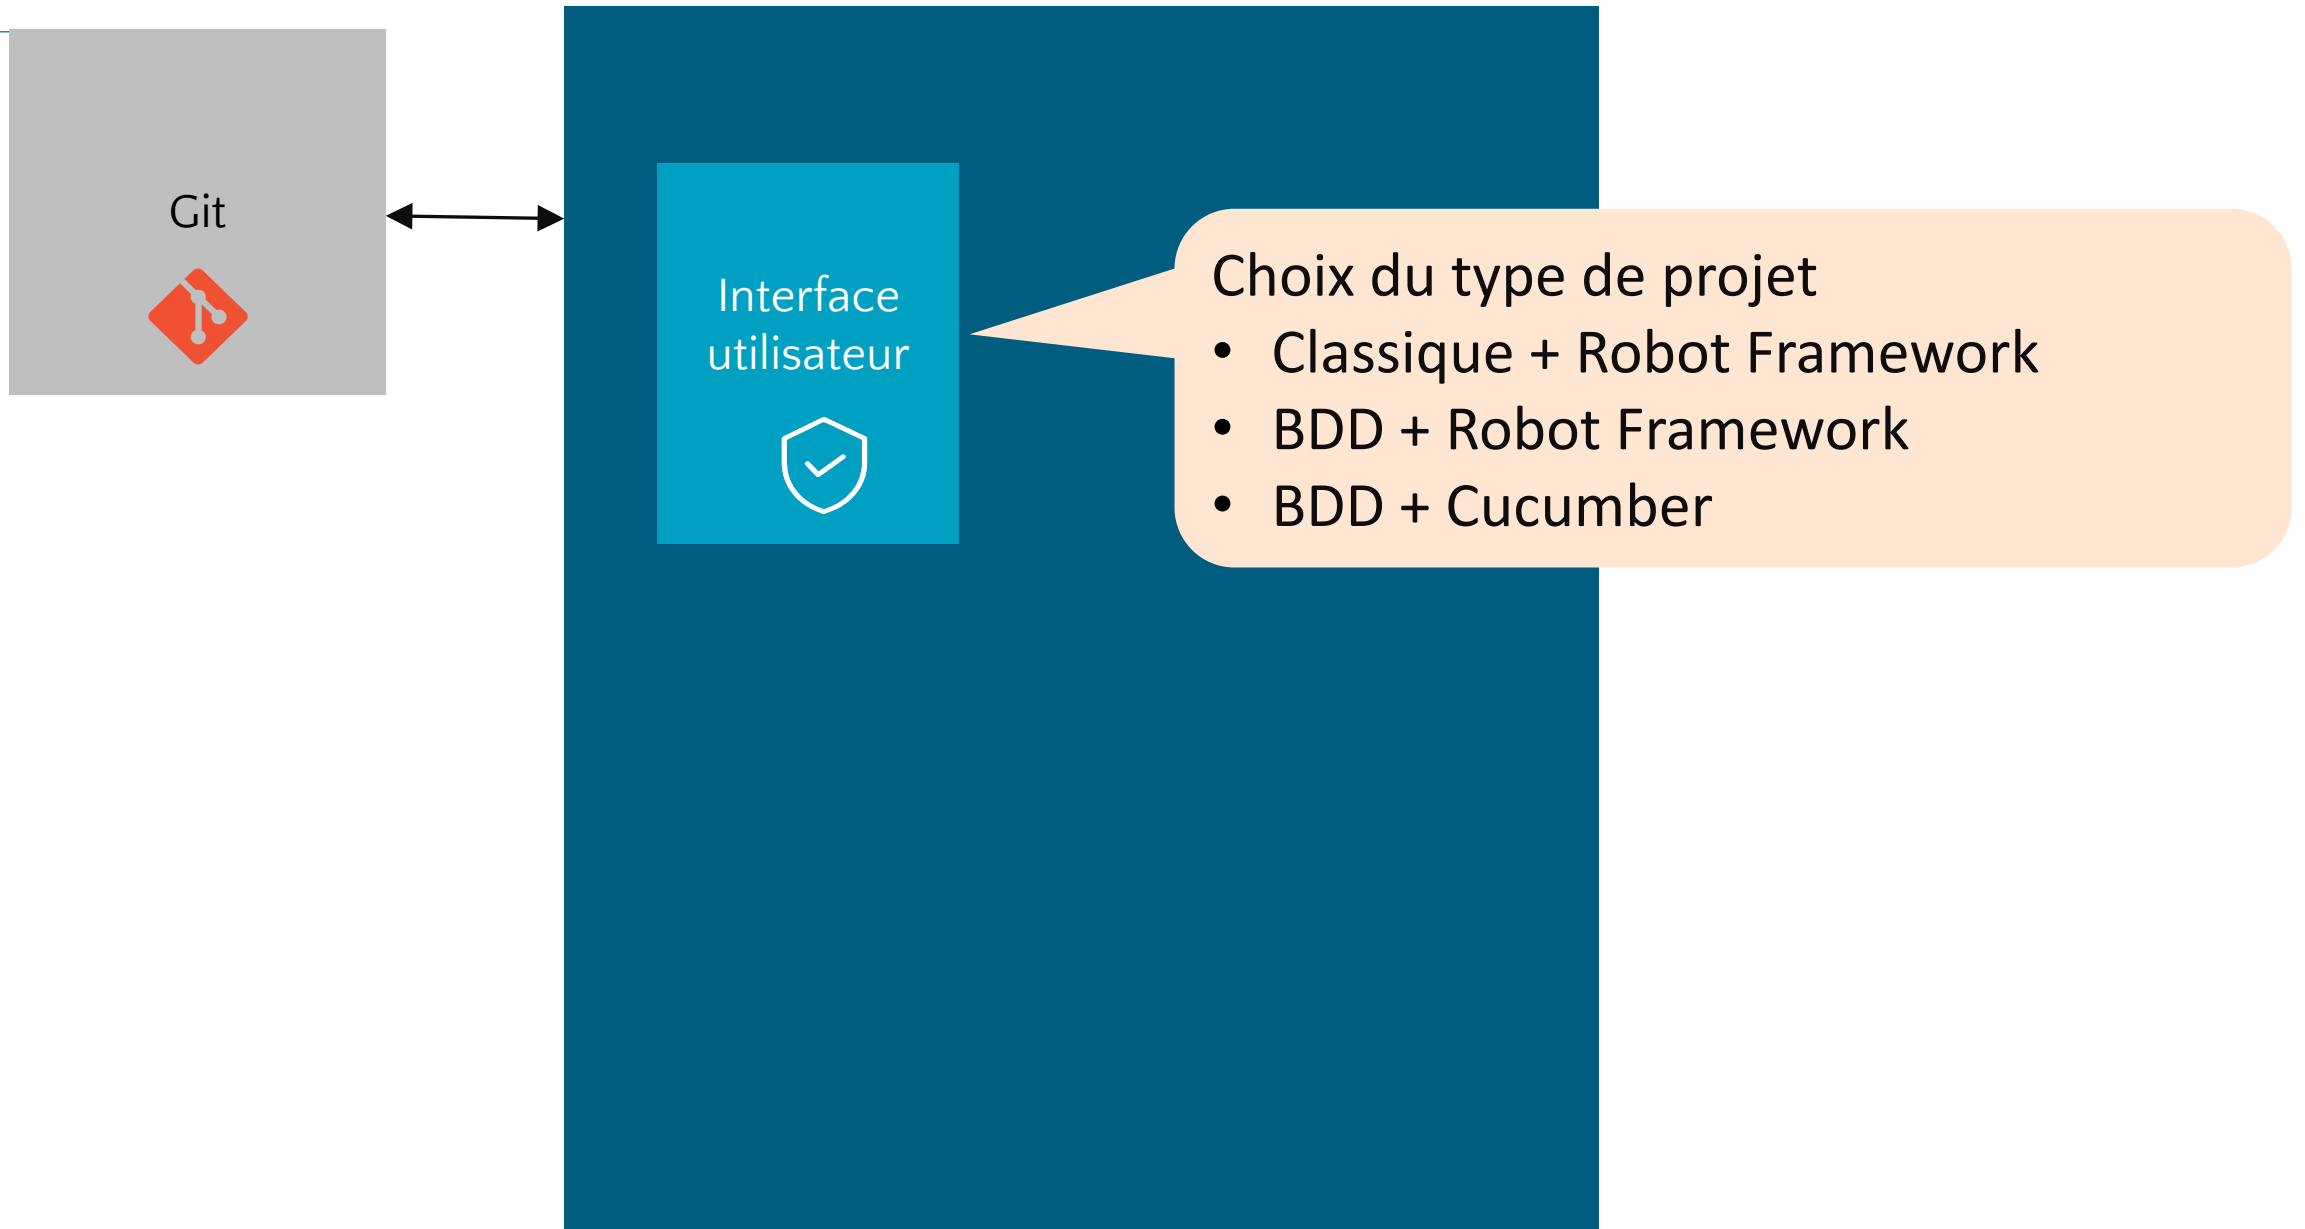 Git
Interface
utilisateur
Choix du type de projet
• Classique + Robot Framework
• BDD + Robot Framework
• BDD + Cucumber